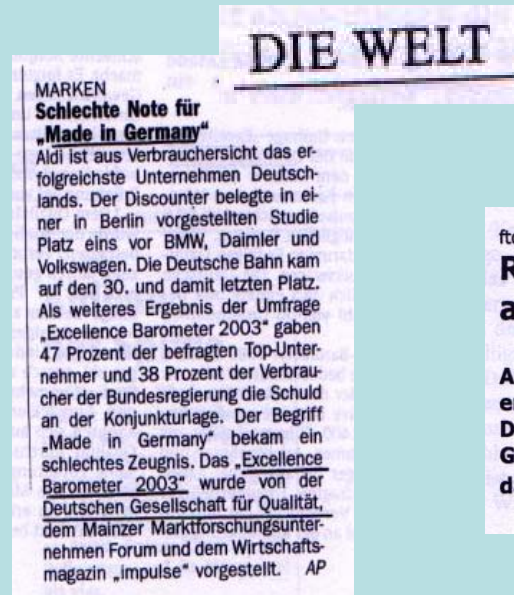 DIE WELT
MARKEN
Schlechte Note für
„Made in Germany“
Aldi ist aus Verbrauchersicht das er-
folgreichste Unternehmen Deutsch-
lands. Der Discounter belegte in ei-
ner in Berlin vorgestellten Studie
Platz eins vor BMW, Daimler und
Volkswagen. Die Deutsche Bahn kam
auf den 30. und damit letzten Platz.
Als weiteres Ergebnis der Umfrage
„Excellence Barometer 2003“ gaben
47 Prozent der befragten Top-Unter-
nehmer und 38 Prozent der Verbrau-
cher der Bundesregierung die Schuld
an der Konjunkturlage. Der Begriff
„Made in Germany“ bekam ein
schlechtes Zeugnis. Das „Excellence
Barometer 2003“ wurde von der
Deutschen Gesellschaft für Qualität,
dem Mainzer Marktforschungsunter-
nehmen Forum und dem Wirtschafts-
magazin „impulse“ vorgestellt. AP